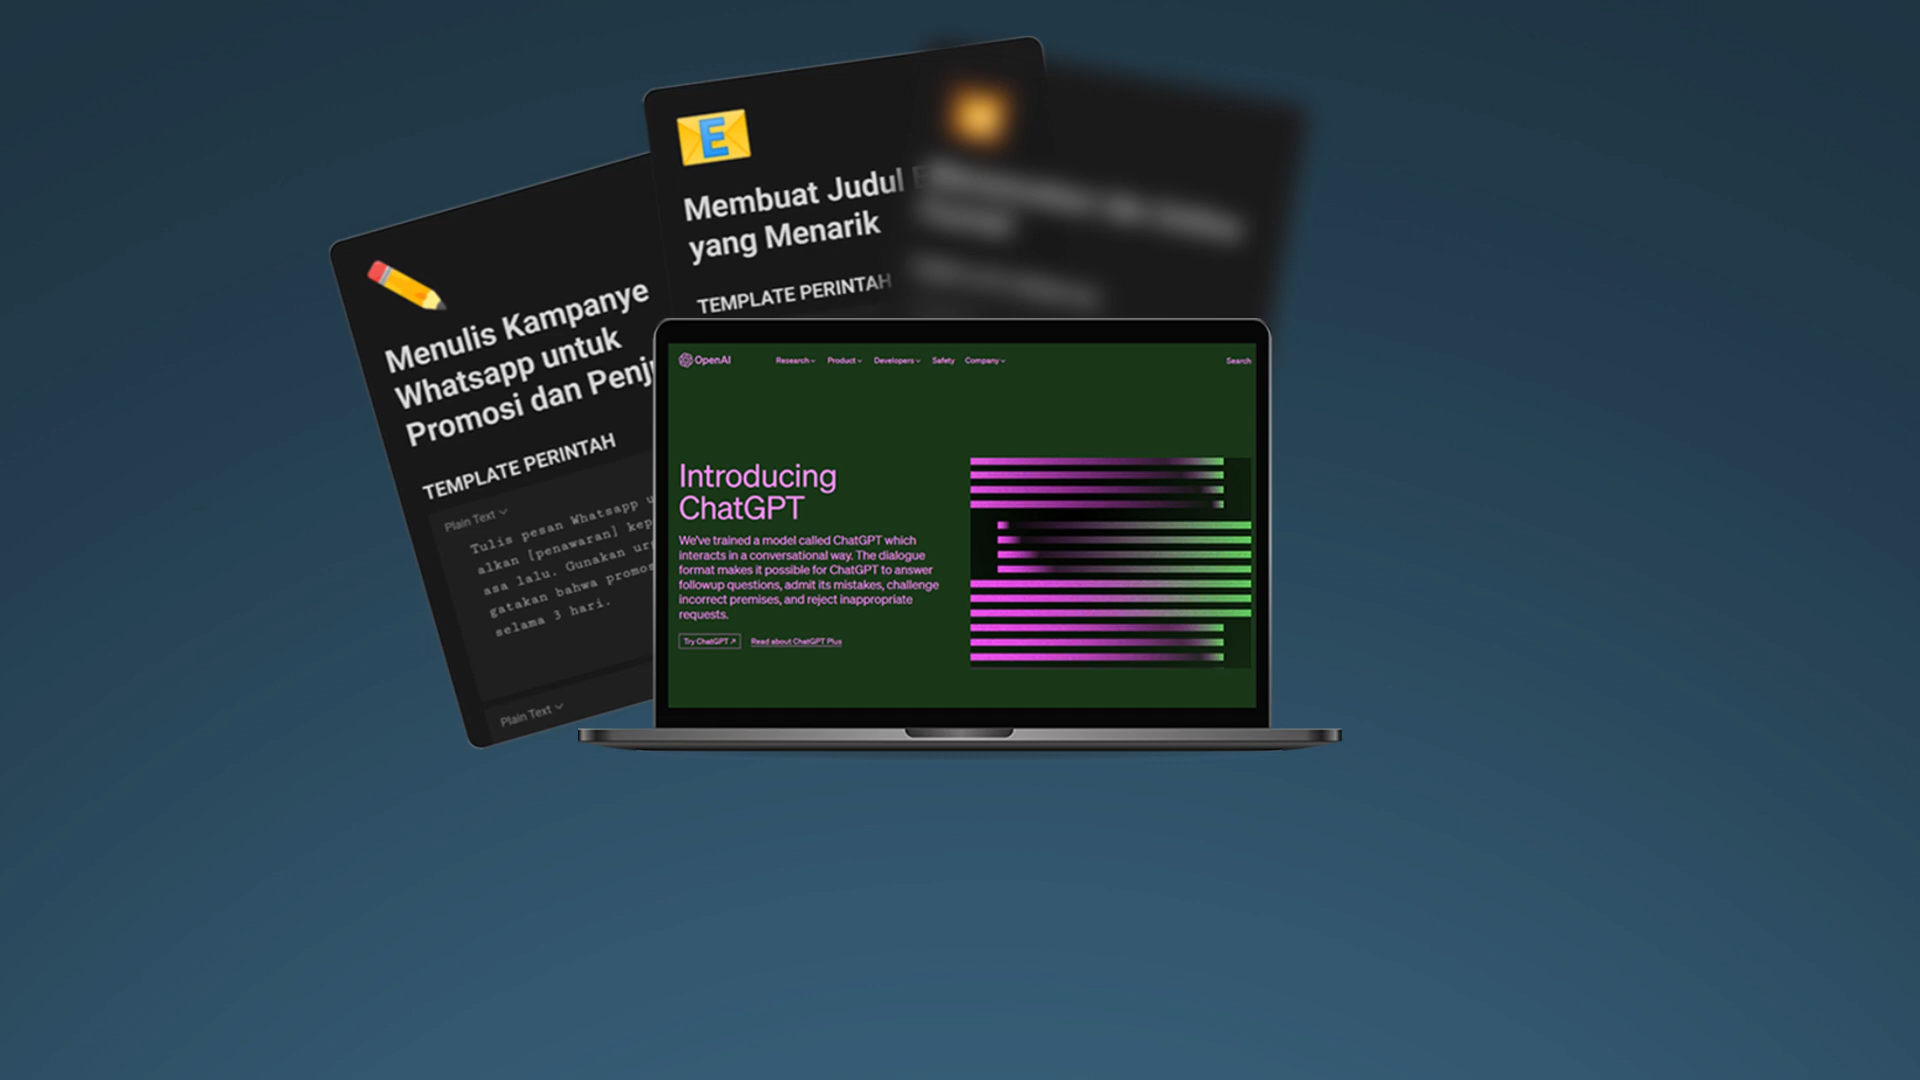 Menulis Kampanye
Whatsapp untuk
Promosi dan
TEMPLATE PERINTAH
Plain Text
Tulis pesan Whatsapp
alkan [penawaran]
asa lalu. Gunakan
gatakan bahwa
selama 3 hari.
Plain Text
E
Membuat Judul
yang Menarik
TEMPLATE PERINTAH
OpenAI
Research
Product
Developers
Safety
Company
Search
Introducing
ChatGPT
We've trained a model called ChatGPT which
interacts in a conversational way. The dialogue
format makes it possible for ChatGPT to answer
followup questions, admit its mistakes, challenge
incorrect premises, and reject inappropriate
requests.
Try ChatGPT ↗
Read about ChatGPT Plus